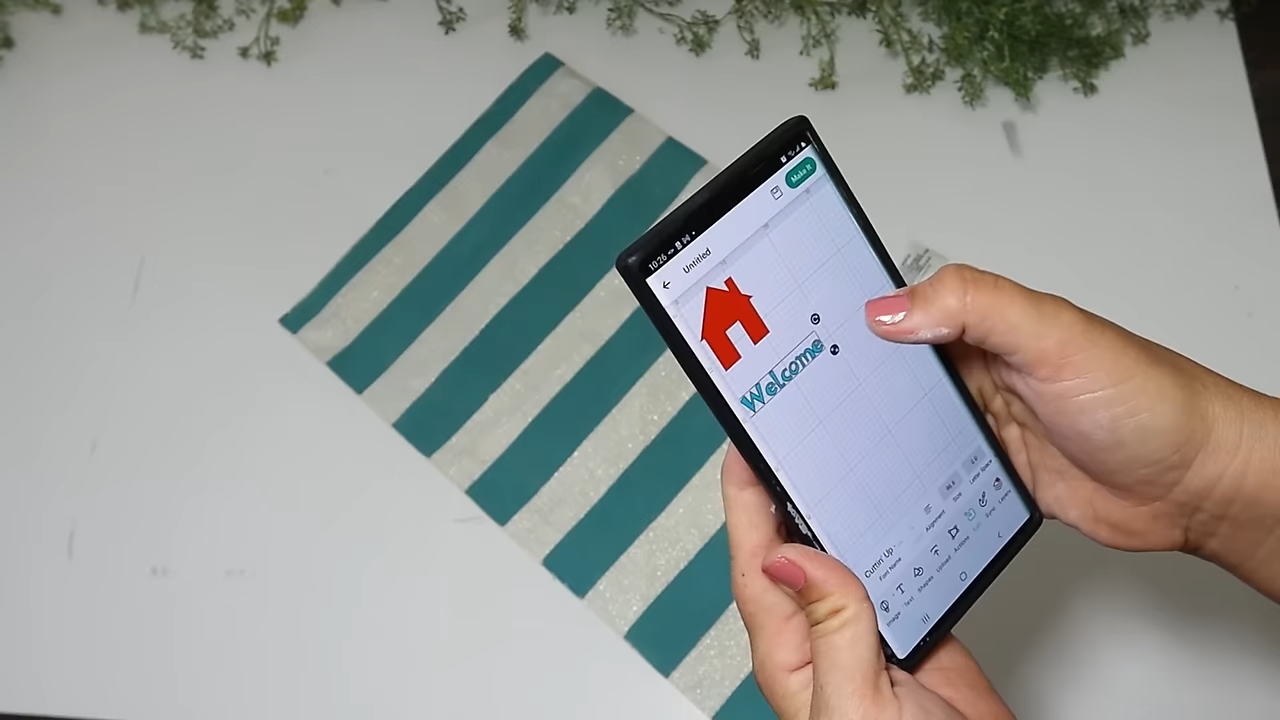 10:26
Make It
Untitled
Welcome
Alignment
Size
Letter Space
Cuttin' Up
Font Name
Image
Text
Shapes
Upload
Actions
Sync
Layers